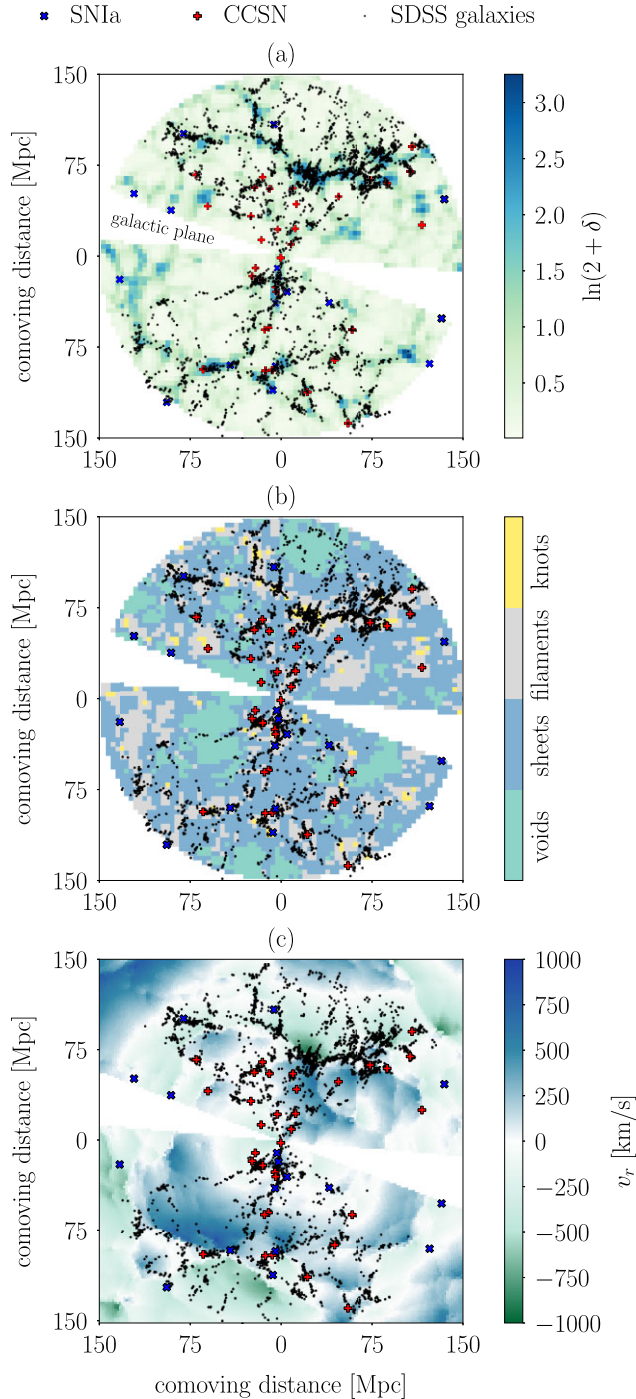 SNIa CCSN SDSS galaxies
(a)
150
75
0
75
150
150 75 0 75 150
comoving distance [Mpc]
galactic plane
3.0
2.5
2.0
1.5
1.0
0.5
ln(2 + δ)
(b)
150
75
0
75
150
150 75 0 75 150
comoving distance [Mpc]
knots
filaments
sheets
voids
(c)
150
75
0
75
150
150 75 0 75 150
comoving distance [Mpc]
comoving distance [Mpc]
1000
750
500
250
0
−250
−500
−750
−1000
v_r [km/s]